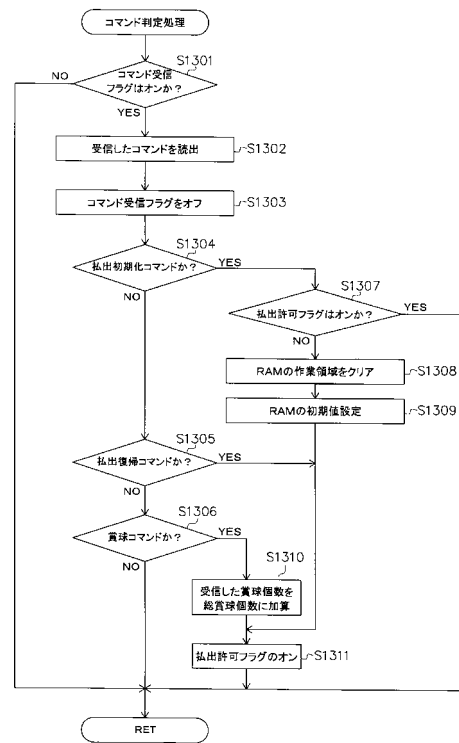 コマンド判定処理
S1301
コマンド受信
フラグはオンか?
NO
YES
受信したコマンドを読出
S1302
コマンド受信フラグをオフ
S1303
S1304
払出初期化コマンドか?
YES
NO
S1307
払出許可フラグはオンか?
YES
NO
RAMの作業領域をクリア
S1308
RAMの初期値設定
S1309
S1305
払出復帰コマンドか?
YES
NO
S1306
賞球コマンドか?
YES
NO
S1310
受信した賞球個数を
総賞球個数に加算
払出許可フラグのオン
S1311
RET